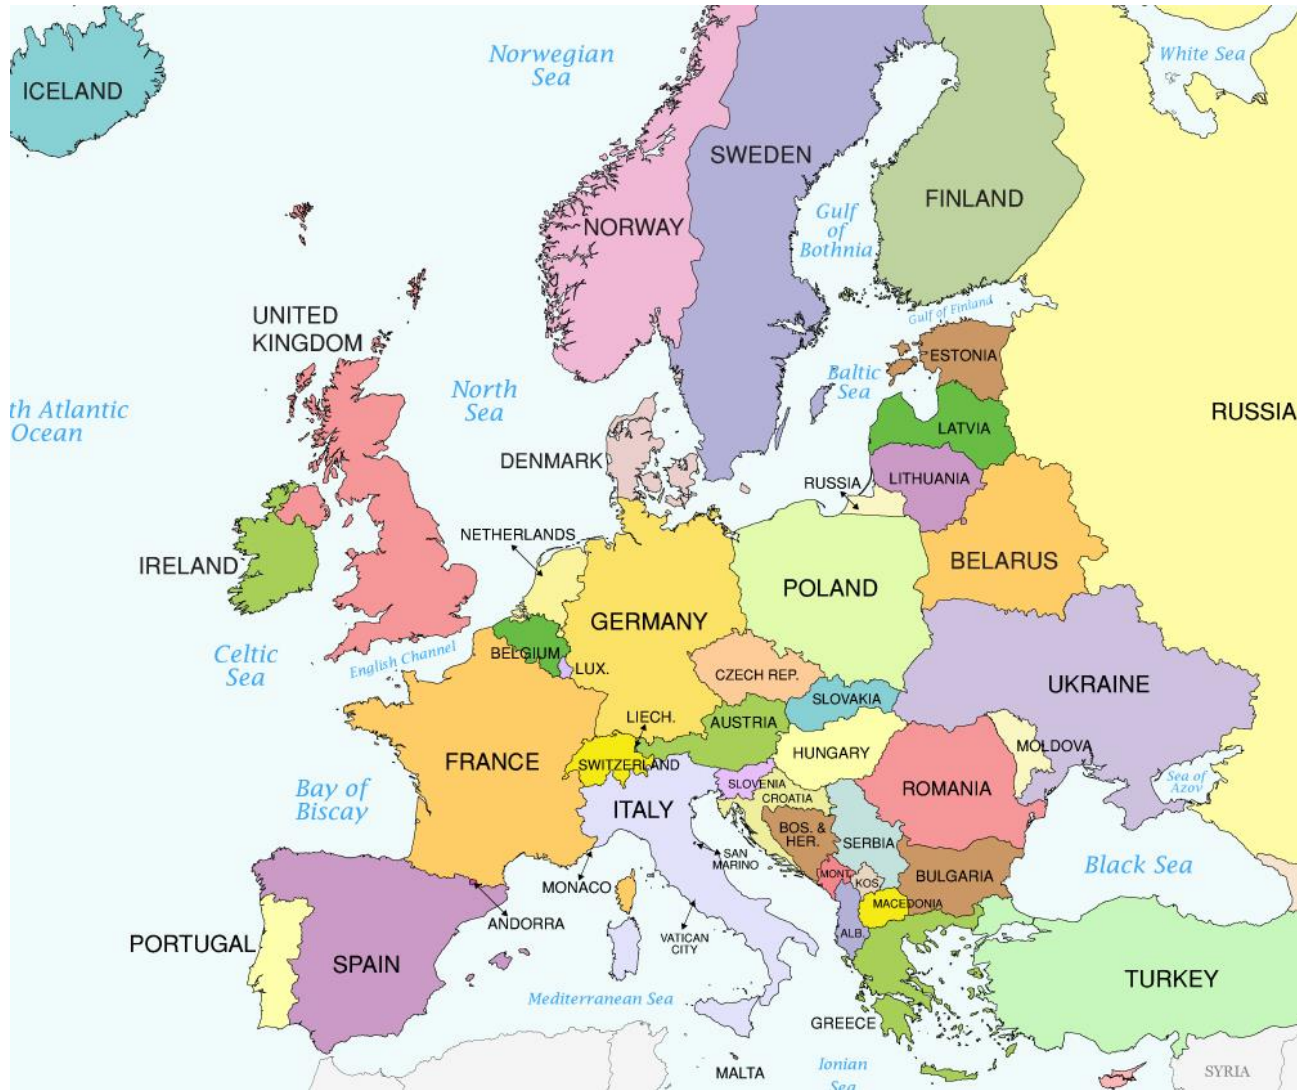 Norwegian
Sea
White Sea
ICELAND
SWEDEN
FINLAND
NORWAY
Gulf
of
Bothnia
UNITED
KINGDOM
Gulf of Finland
ESTONIA
Baltic
Sea
North
Sea
th Atlantic
Ocean
RUSSIA
LATVIA
DENMARK
LITHUANIA
RUSSIA
NETHERLANDS
IRELAND
BELARUS
POLAND
GERMANY
Celtic
Sea
English Channel
BELGIUM
LUX.
CZECH REP.
UKRAINE
SLOVAKIA
LIECH.
AUSTRIA
FRANCE
SWITZERLAND
HUNGARY
MOLDOVA
Sea of
Azov
Bay of
Biscay
SLOVENIA
CROATIA
ROMANIA
ITALY
BOS. &
HER.
SERBIA
SAN
MARINO
Black Sea
MONT.
KOS.
BULGARIA
MONACO
MACEDONIA
ANDORRA
ALB.
VATICAN
CITY
PORTUGAL
SPAIN
TURKEY
Mediterranean Sea
GREECE
MALTA
Ionian
Sea
SYRIA